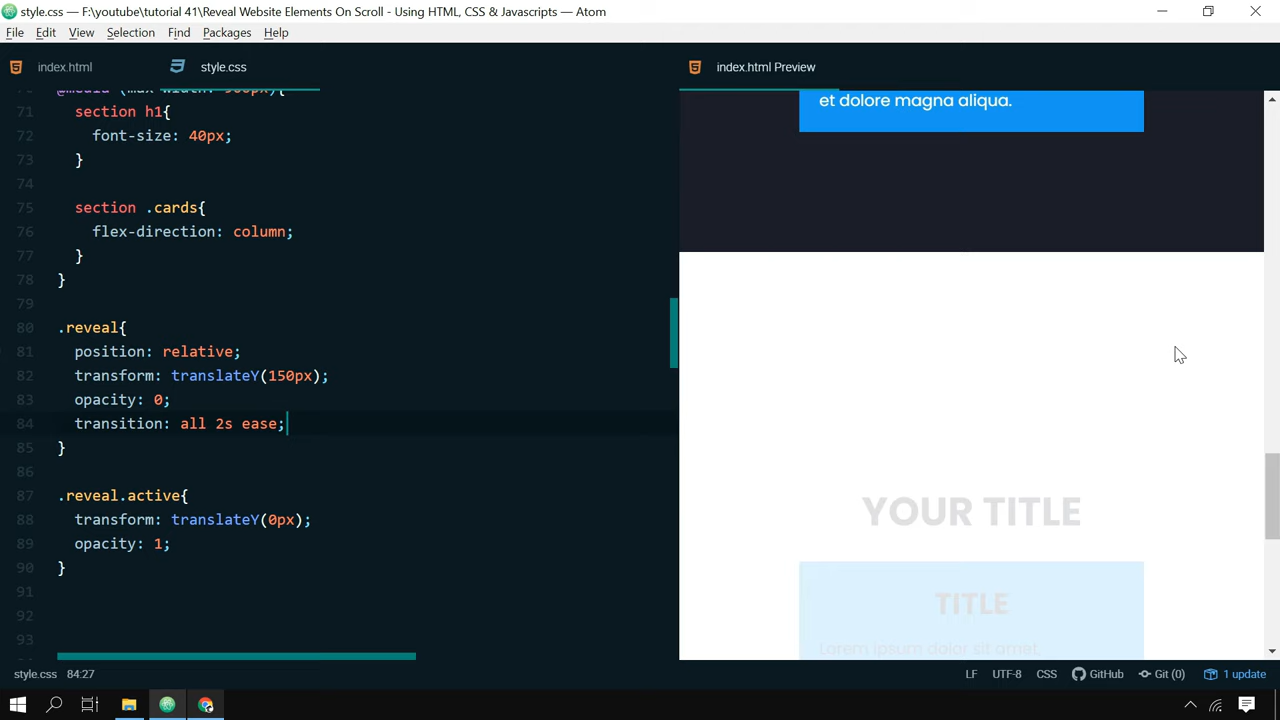 style.css — F:\youtube\tutorial 41\Reveal Website Elements On Scroll - Using HTML, CSS & Javascripts — Atom
File Edit View Selection Find Packages Help
index.html style.css index.html Preview
71 section h1{
72 font-size: 40px;
73 }
74
75 section .cards{
76 flex-direction: column;
77 }
78 }
79
80 .reveal{
81 position: relative;
82 transform: translateY(150px);
83 opacity: 0;
84 transition: all 2s ease;
85 }
86
87 .reveal.active{
88 transform: translateY(0px);
89 opacity: 1;
90 }
91
92
93
et dolore magna aliqua.
YOUR TITLE
TITLE
Lorem ipsum dolor sit amet,
style.css 84:27 LF UTF-8 CSS GitHub Git (0) 1 update